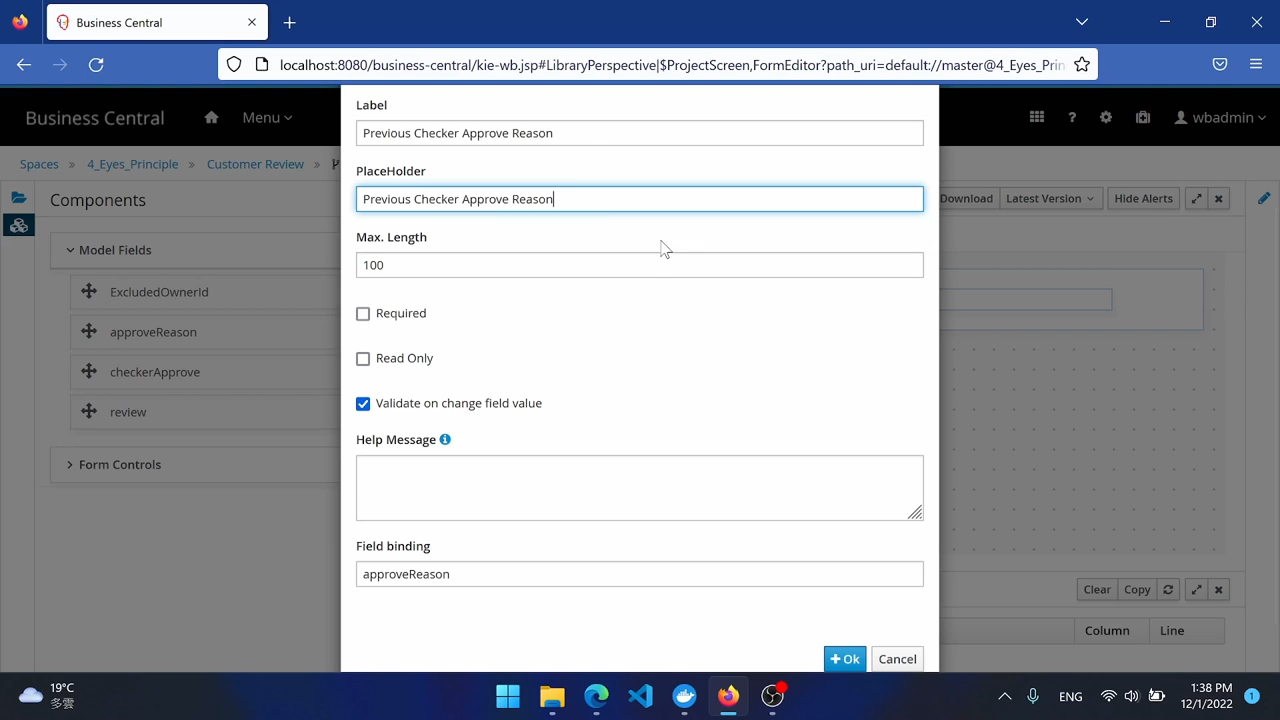 Business Central
localhost:8080/business-central/kie-wb.jsp#LibraryPerspective|$ProjectScreen,FormEditor?path_uri=default://master@4_Eyes_Prin
Business Central
Menu
wbadmin
Spaces » 4_Eyes_Principle » Customer Review »
Components
Download
Latest Version
Hide Alerts
Model Fields
ExcludedOwnerId
approveReason
checkerApprove
review
Form Controls
Label
Previous Checker Approve Reason
PlaceHolder
Previous Checker Approve Reason
Max. Length
100
Required
Read Only
Validate on change field value
Help Message
Field binding
approveReason
+ Ok
Cancel
Clear
Copy
Column
Line
19°C
多雲
ENG
1:38 PM
12/1/2022
1